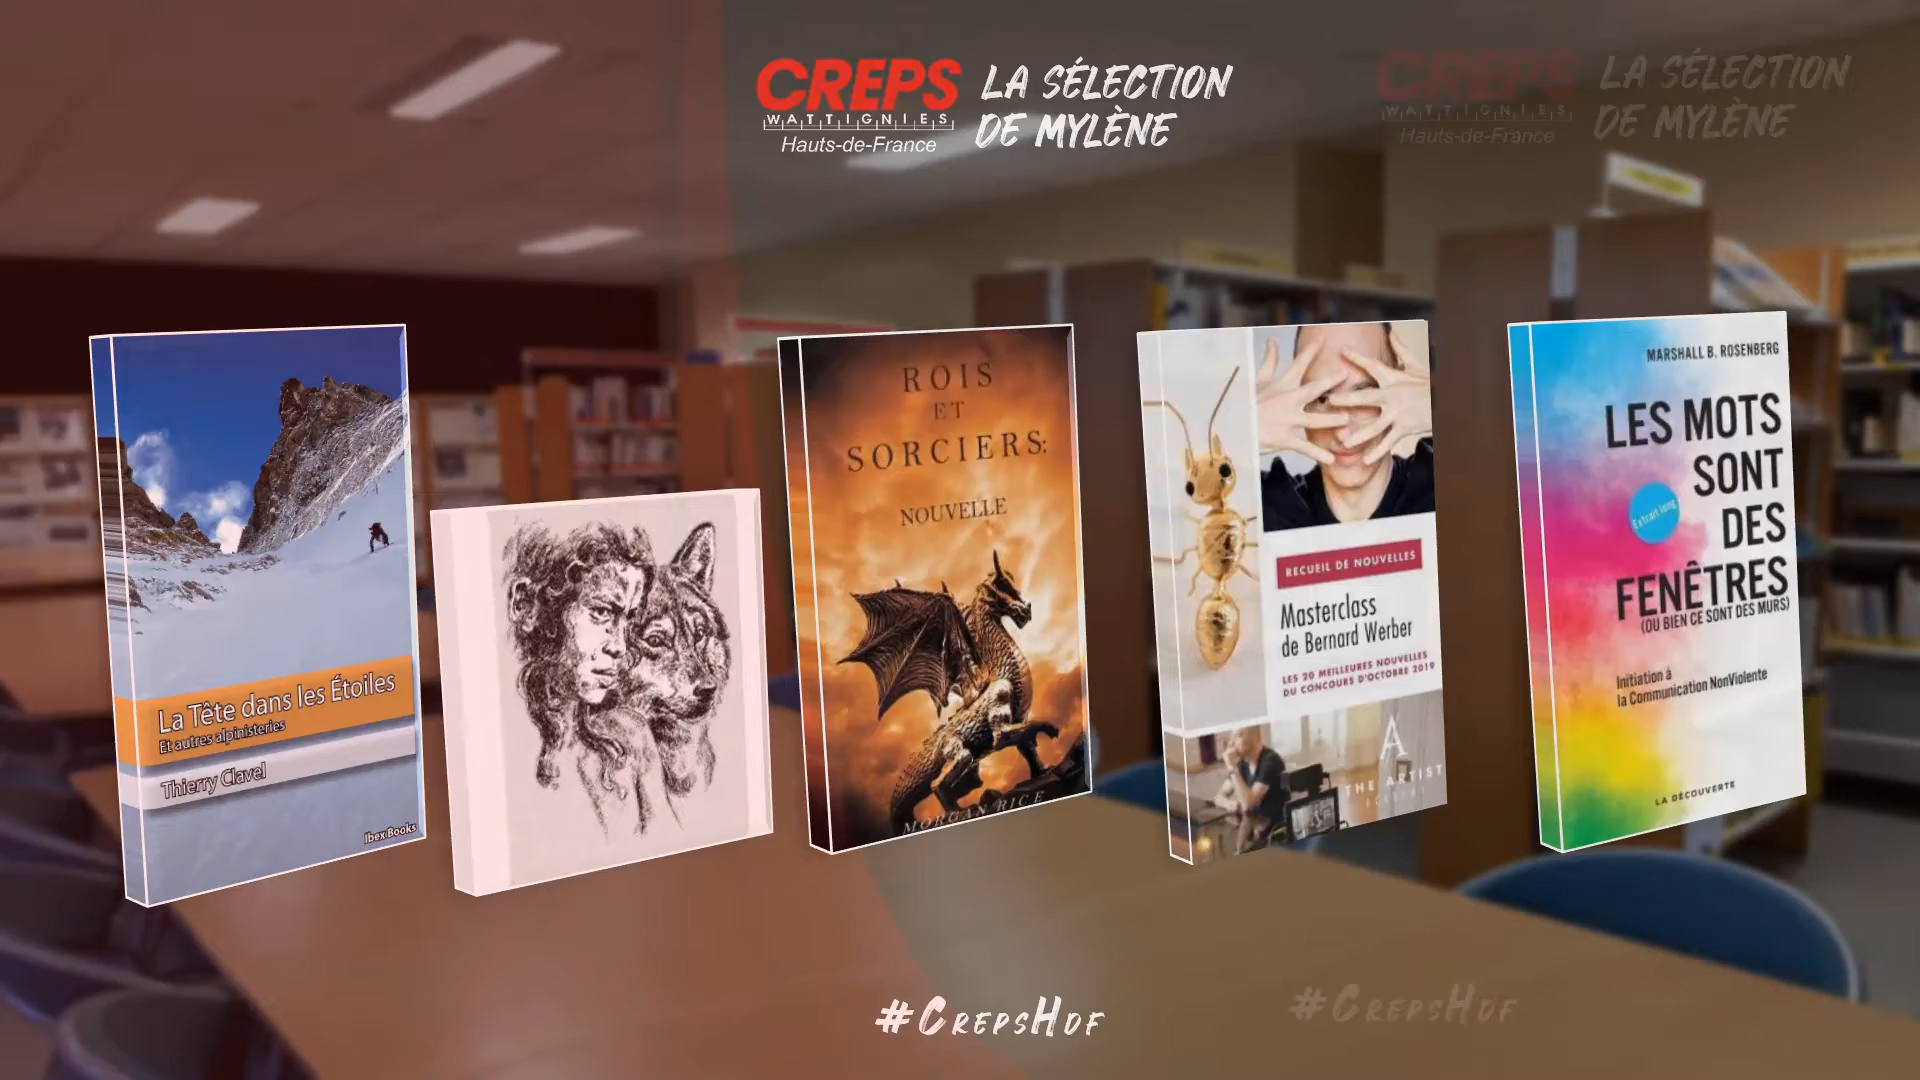 CREPS
WATTIGNIES
Hauts-de-France
LA SÉLECTION
DE MYLÈNE
CREPS
WATTIGNIES
Hauts-de-France
LA SÉLECTION
DE MYLÈNE
La Tête dans les Étoiles
Et autres alpinisteries
Thierry Clavel
Ibex Books
ROIS
ET
SORCIERS:
NOUVELLE
MORGAN RICE
RECUEIL DE NOUVELLES
Masterclass
de Bernard Werber
LES 20 MEILLEURES NOUVELLES
DU CONCOURS D'OCTOBRE 2019
A
THE ARTIST
ACADEMY
MARSHALL B. ROSENBERG
LES MOTS
SONT
DES
FENÊTRES
(OU BIEN CE SONT DES MURS)
Extrait long
Initiation à
la Communication NonViolente
LA DÉCOUVERTE
#CREPSHDF
#CREPSHDF